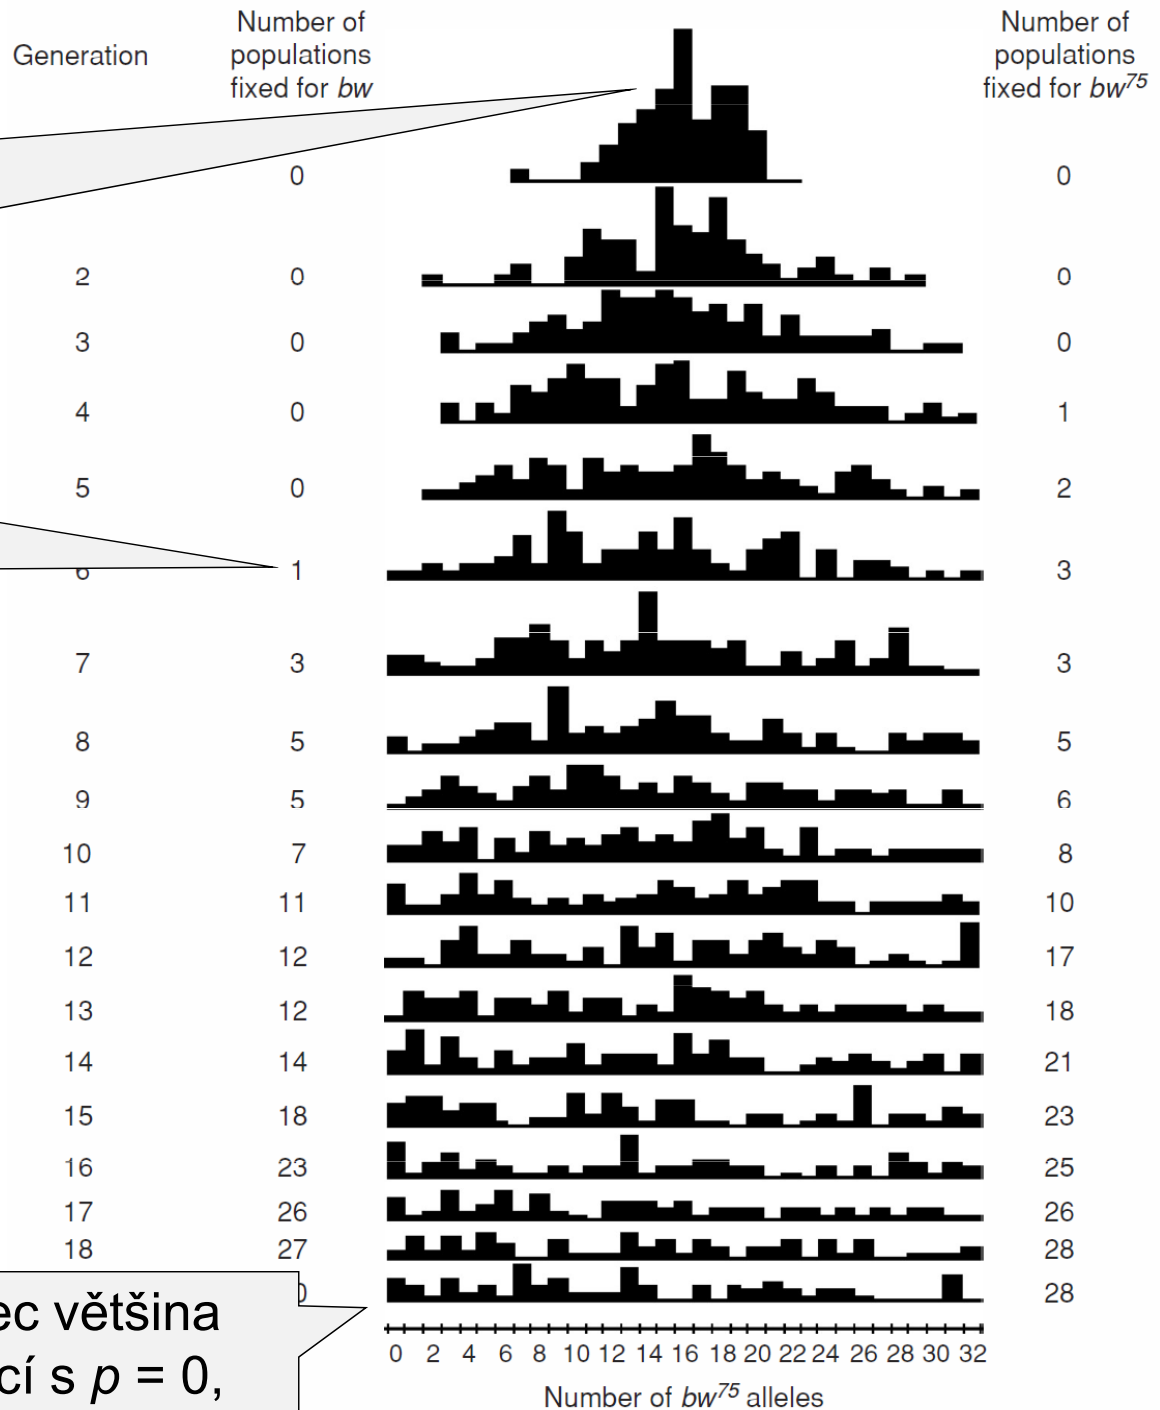 Generation
Number of
populations
fixed for bw
Number of
populations
fixed for bw75
0 0
2 0 0
3 0 0
4 0 1
5 0 2
6 1 3
7 3 3
8 5 5
9 5 6
10 7 8
11 11 10
12 12 17
13 12 18
14 14 21
15 18 23
16 23 25
17 26 26
18 27 28
28
ec většina
cí s p = 0,
0 2 4 6 8 10 12 14 16 18 20 22 24 26 28 30 32
Number of bw75 alleles